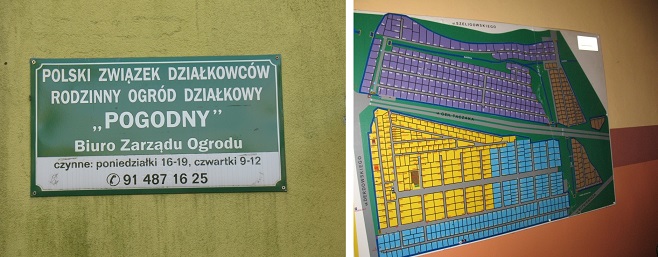 POLSKI ZWIĄZEK DZIAŁKOWCÓW
RODZINNY OGRÓD DZIAŁKOWY
„POGODNY”
Biuro Zarządu Ogrodu
czynne: poniedziałki 16-19, czwartki 9-12
✆ 91 487 16 25
SZELIGOWSKIEGO